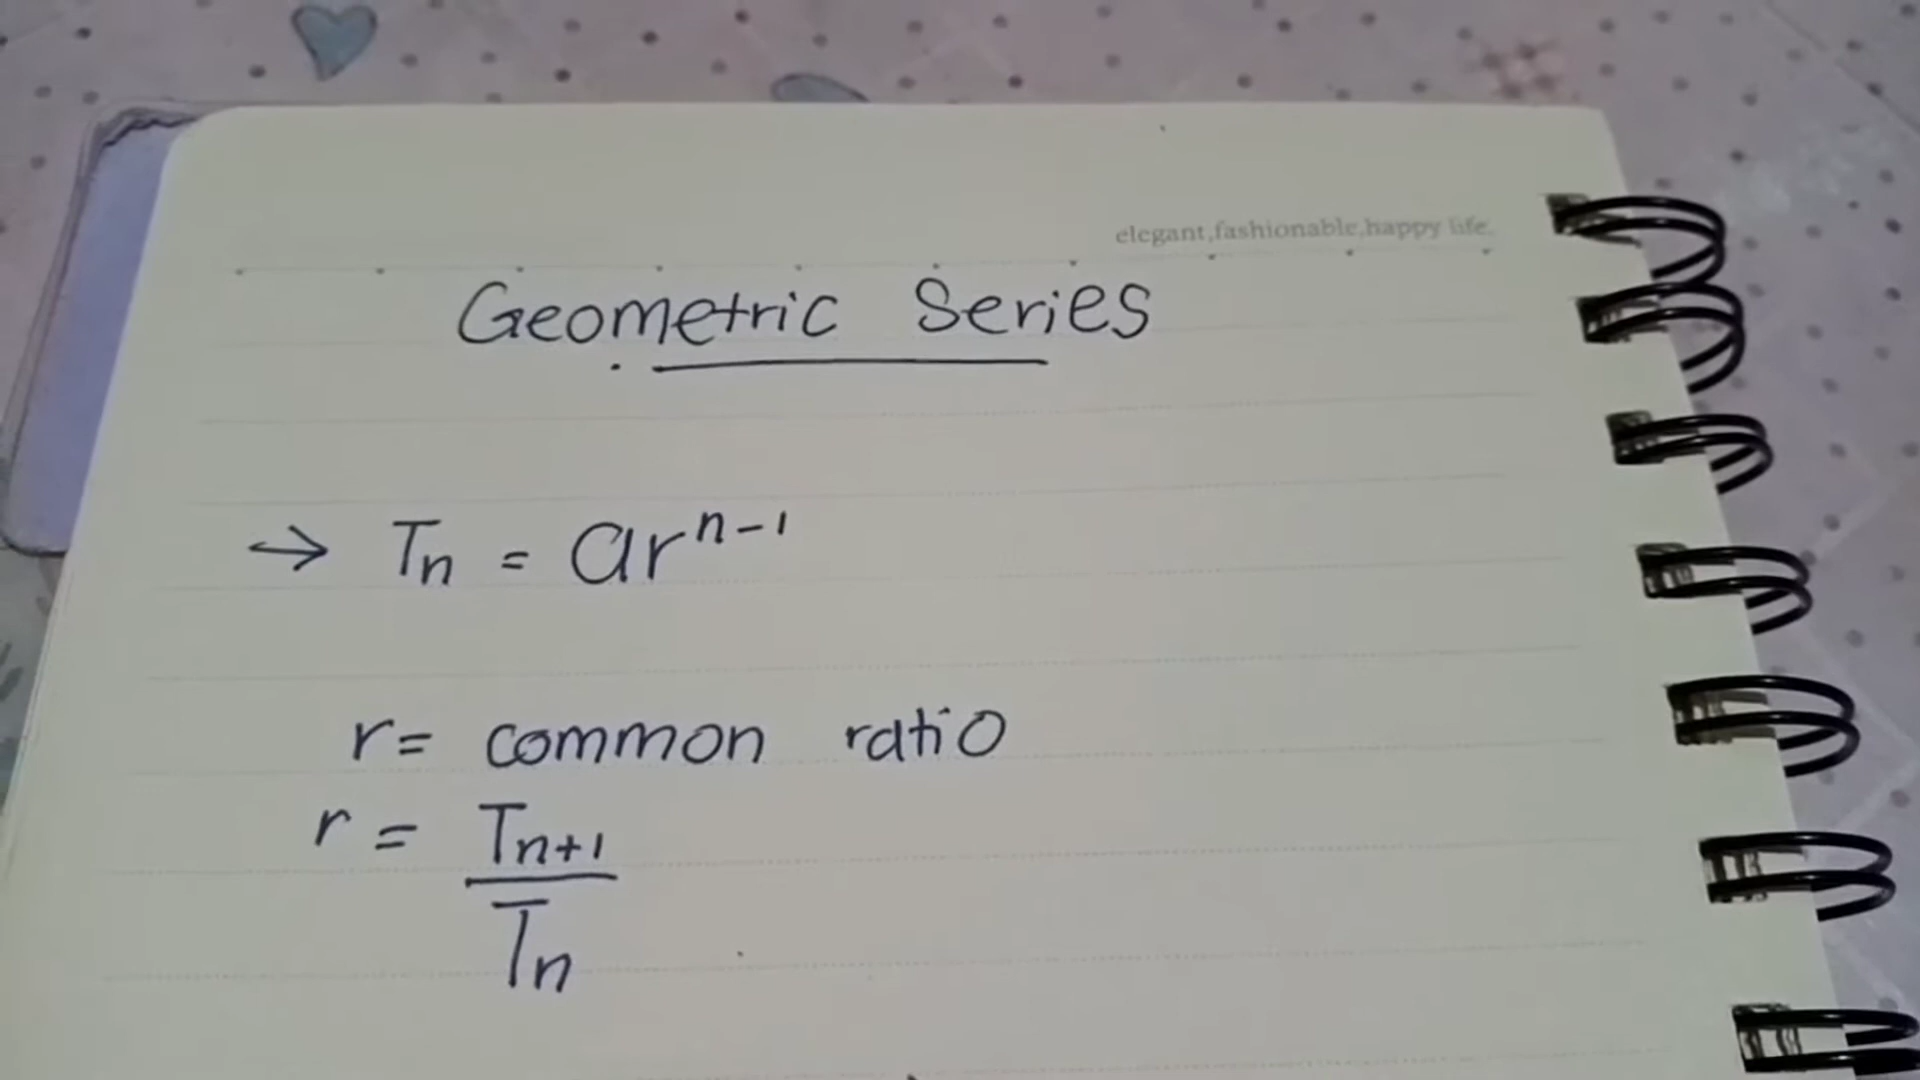 elegant,fashionable,happy life.
Geometric Series
→ Tn = ar^n-1
r = common ratio
r = Tn+1
Tn